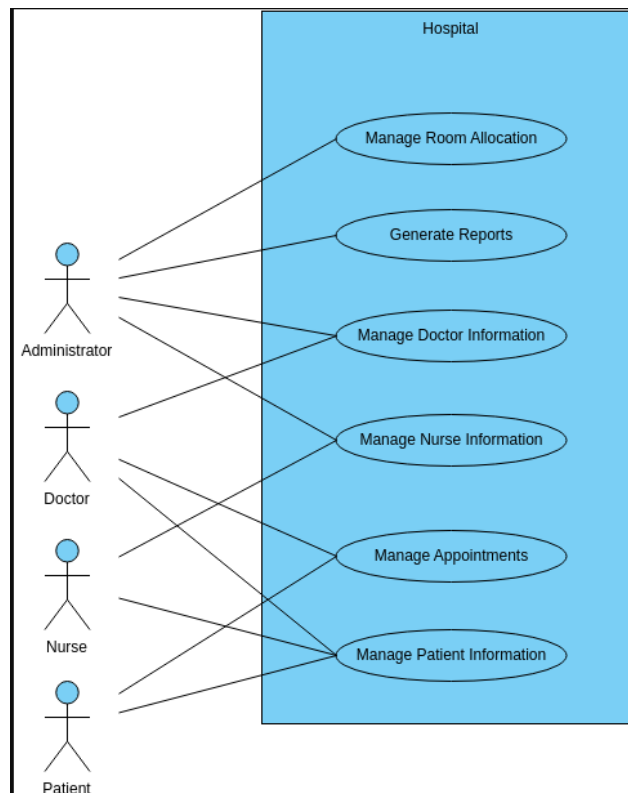 Hospital
Manage Room Allocation
Generate Reports
Administrator
Manage Doctor Information
Manage Nurse Information
Doctor
Manage Appointments
Nurse
Manage Patient Information
Patient